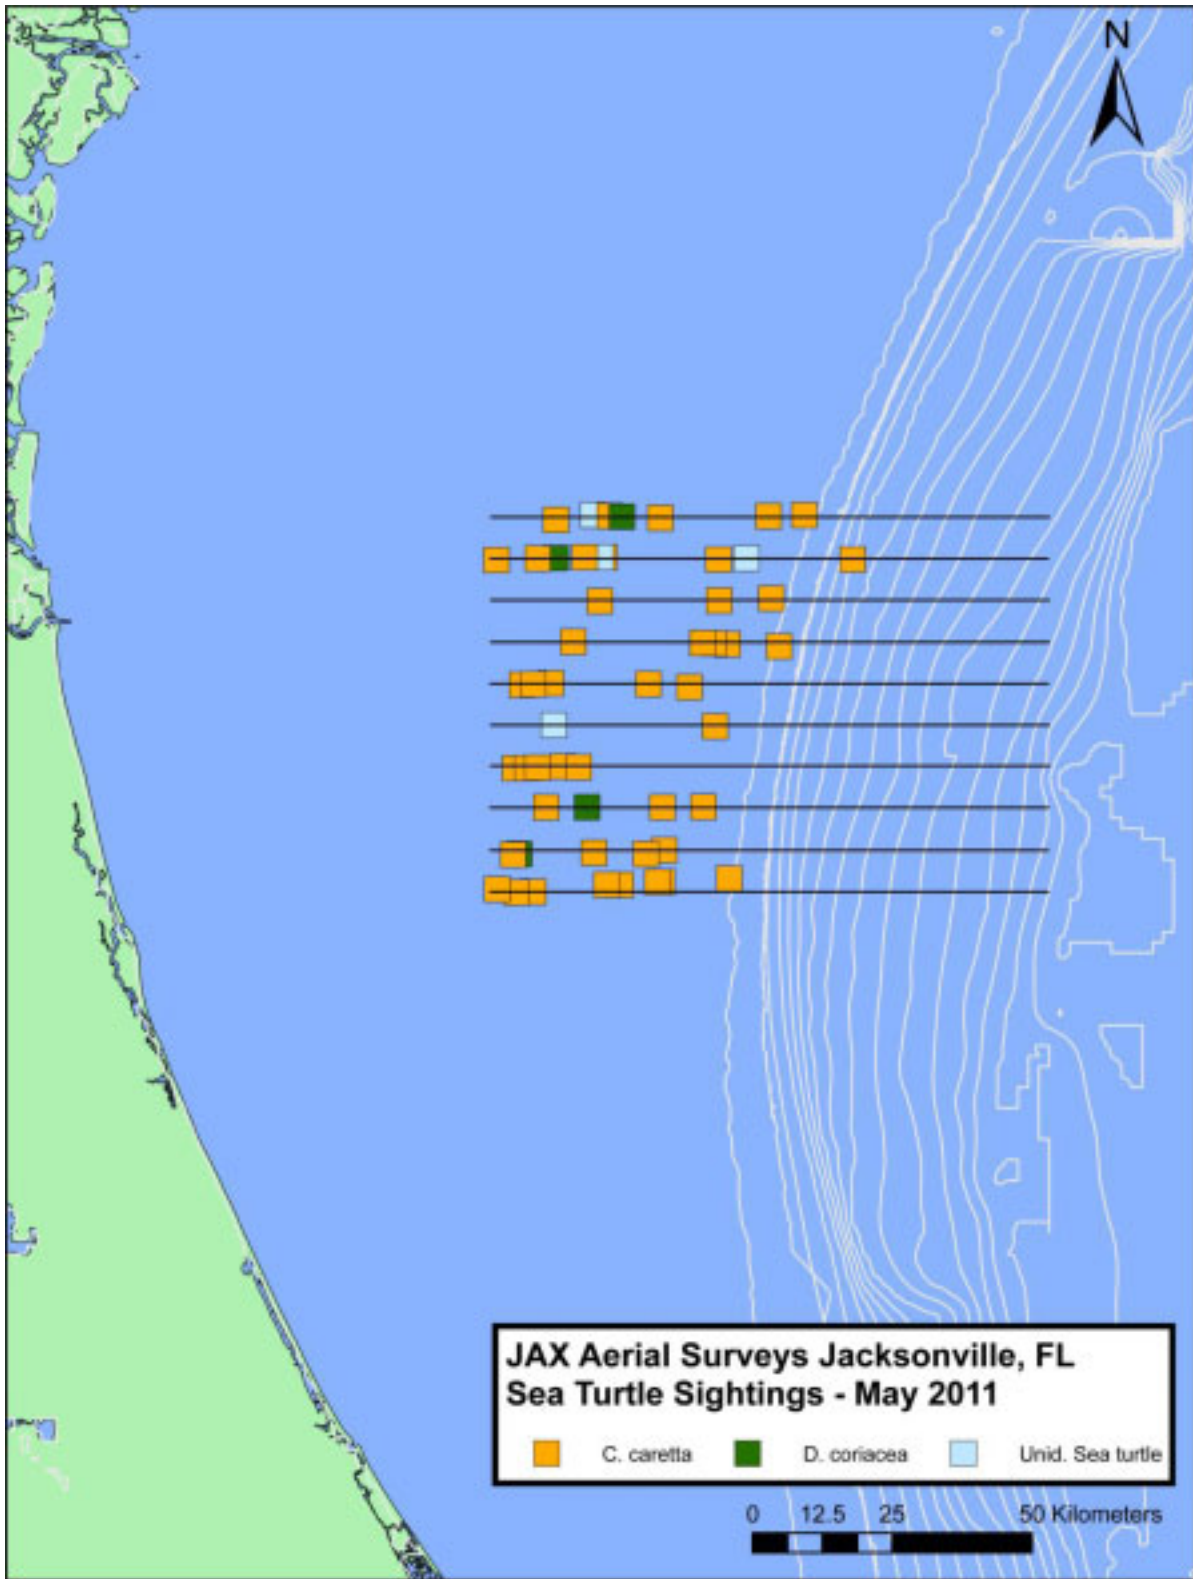 N
JAX Aerial Surveys Jacksonville, FL
Sea Turtle Sightings - May 2011
C. caretta D. coriacea Unid. Sea turtle
0 12.5 25 50 Kilometers